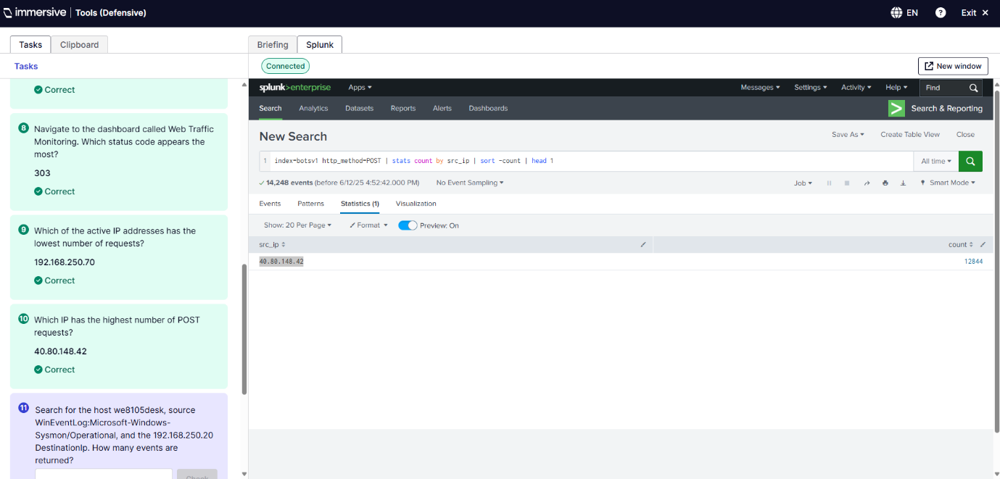 immersive | Tools (Defensive)
EN
?
Exit ×
Tasks
Clipboard
Briefing
Splunk
Tasks
Connected
New window
Correct
8 Navigate to the dashboard called Web Traffic
Monitoring. Which status code appears the
most?
303
Correct
9 Which of the active IP addresses has the
lowest number of requests?
192.168.250.70
Correct
10 Which IP has the highest number of POST
requests?
40.80.148.42
Correct
11 Search for the host we8105desk, source
WinEventLog:Microsoft-Windows-
Sysmon/Operational, and the 192.168.250.20
DestinationIp. How many events are
returned?
Check
splunk>enterprise
Apps
Messages
Settings
Activity
Help
Find
Search
Analytics
Datasets
Reports
Alerts
Dashboards
> Search & Reporting
New Search
Save As
Create Table View
Close
1 index=botsv1 http_method=POST | stats count by src_ip | sort -count | head 1
All time
14,248 events (before 6/12/25 4:52:42.000 PM)
No Event Sampling
Job
Smart Mode
Events
Patterns
Statistics (1)
Visualization
Show: 20 Per Page
Format
Preview: On
src_ip
count
40.80.148.42
12844